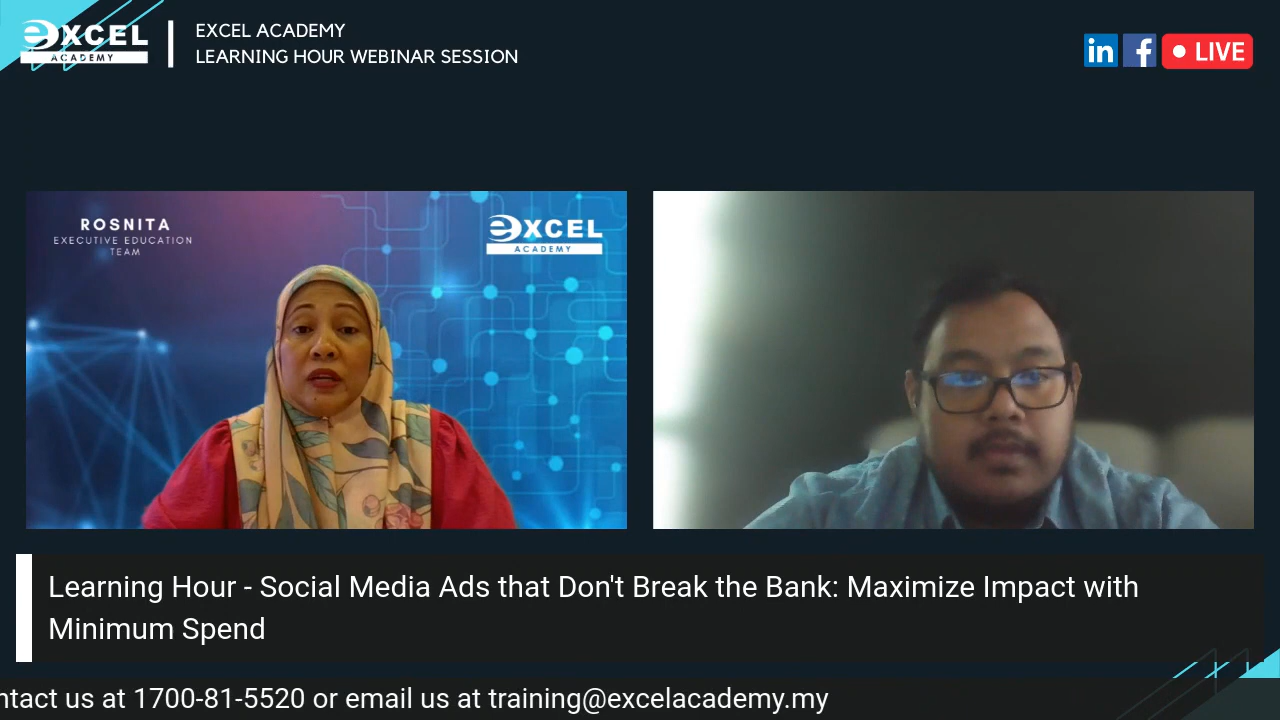 eXCEL
ACADEMY
EXCEL ACADEMY
LEARNING HOUR WEBINAR SESSION
in f LIVE
ROSNITA
EXECUTIVE EDUCATION
TEAM
eXCEL
ACADEMY
Learning Hour - Social Media Ads that Don't Break the Bank: Maximize Impact with
Minimum Spend
ntact us at 1700-81-5520 or email us at training@excelacademy.my